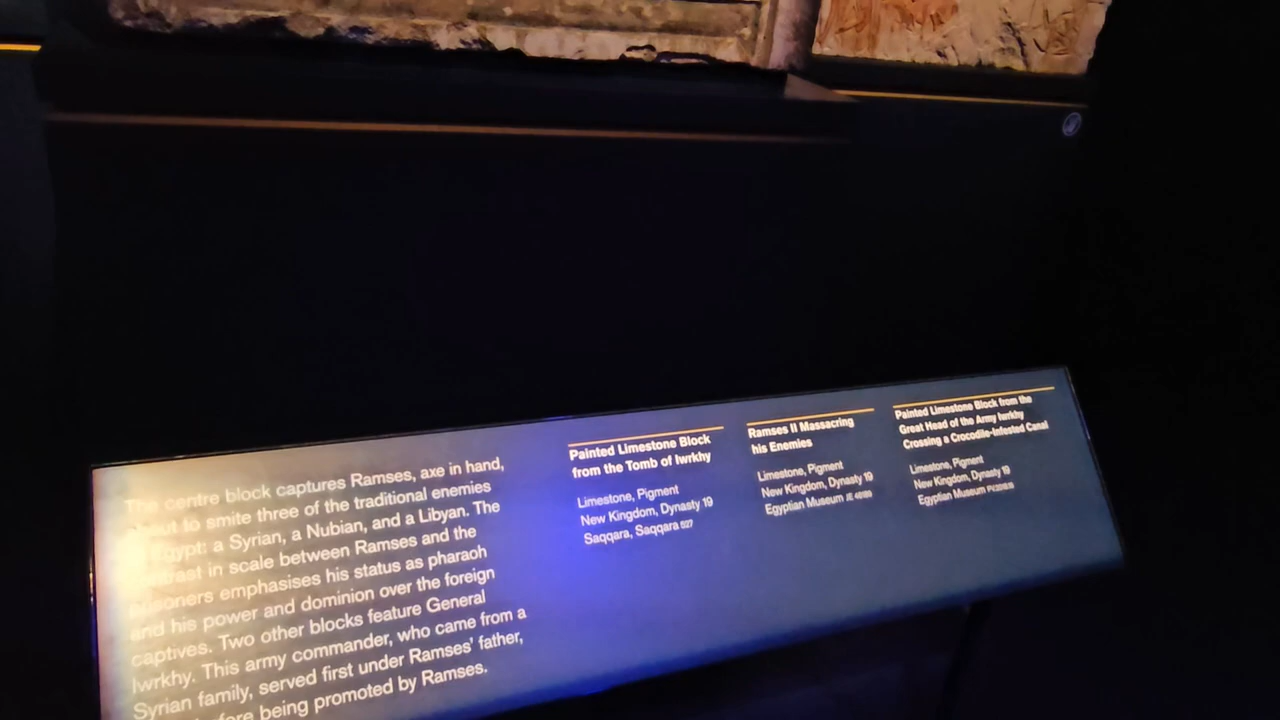 The centre block captures Ramses, axe in hand,
to smite three of the traditional enemies
Egypt: a Syrian, a Nubian, and a Libyan. The
in scale between Ramses and the
prisoners emphasises his status as pharaoh
and his power and dominion over the foreign
captives. Two other blocks feature General
Iwrkhy. This army commander, who came from a
Syrian family, served first under Ramses' father,
before being promoted by Ramses.
Painted Limestone Block
from the Tomb of Iwrkhy
Limestone, Pigment
New Kingdom, Dynasty 19
Saqqara, Saqqara 527
Ramses II Massacring
his Enemies
Limestone, Pigment
New Kingdom, Dynasty 19
Egyptian Museum JE
Painted Limestone Block from the
Great Head of the Army Iwrkhy
Crossing a Crocodile-Infested Canal
Limestone, Pigment
New Kingdom, Dynasty 19
Egyptian Museum